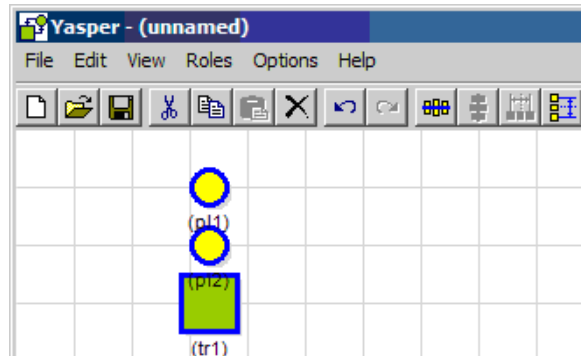 Yasper - (unnamed)
File Edit View Roles Options Help
(pl1)
(pl2)
(tr1)